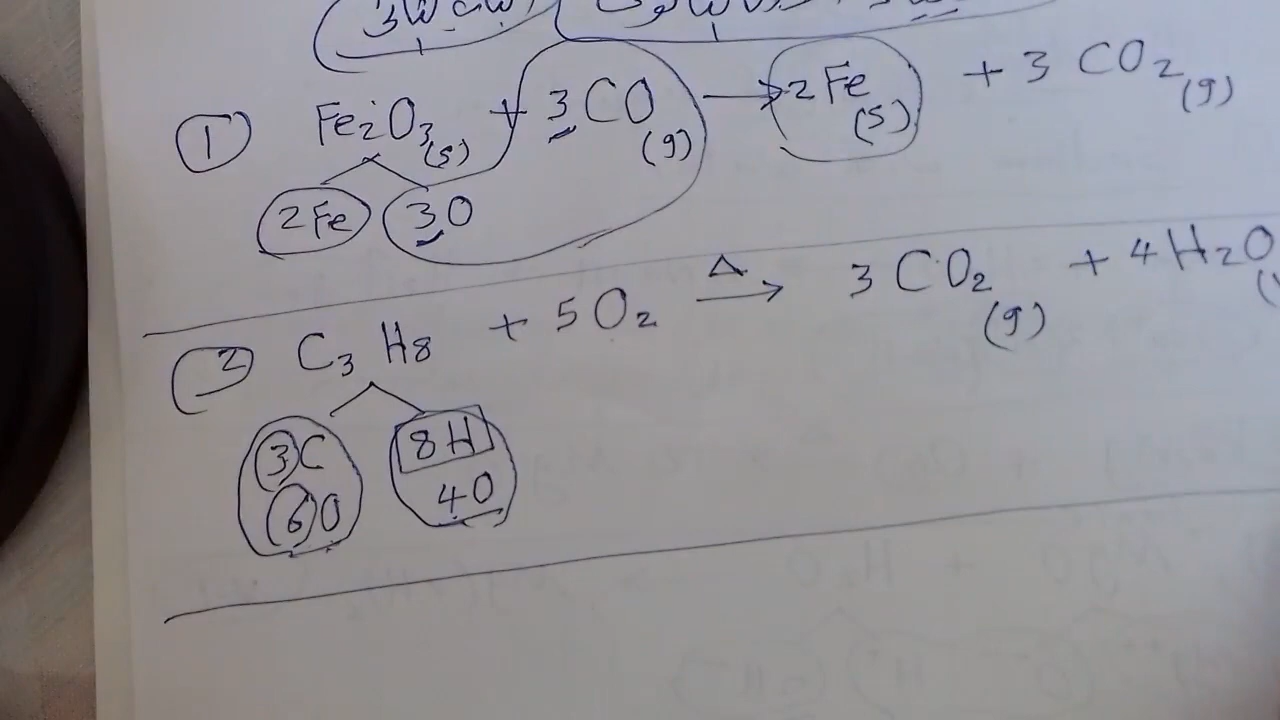 ① Fe₂O₃(s) + 3CO(g) → 2Fe(s) + 3CO₂(g)
2Fe 3O
② C₃H₈ + 5O₂ —Δ→ 3CO₂(g) + 4H₂O
3C 8H
6O 4O